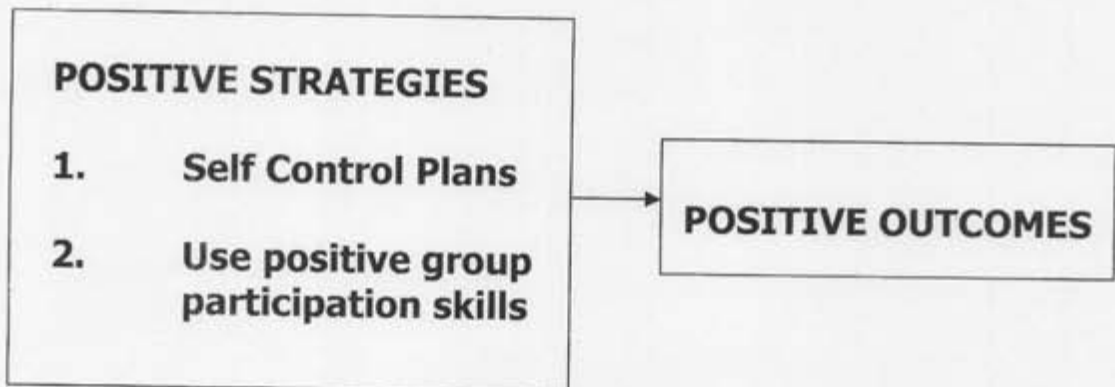 POSITIVE STRATEGIES
1. Self Control Plans
2. Use positive group
participation skills
POSITIVE OUTCOMES